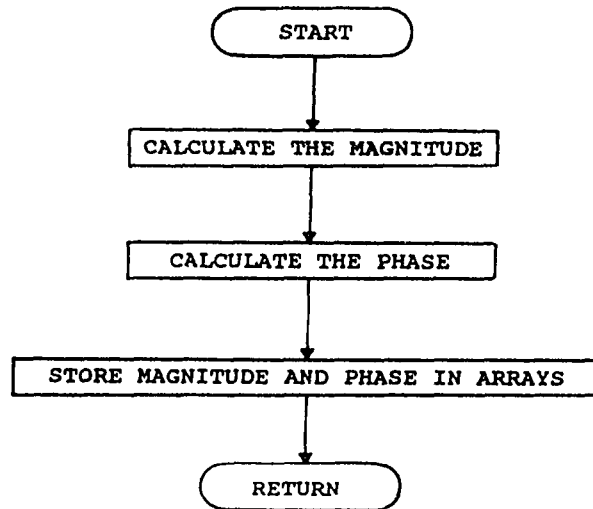 START
CALCULATE THE MAGNITUDE
CALCULATE THE PHASE
STORE MAGNITUDE AND PHASE IN ARRAYS
RETURN